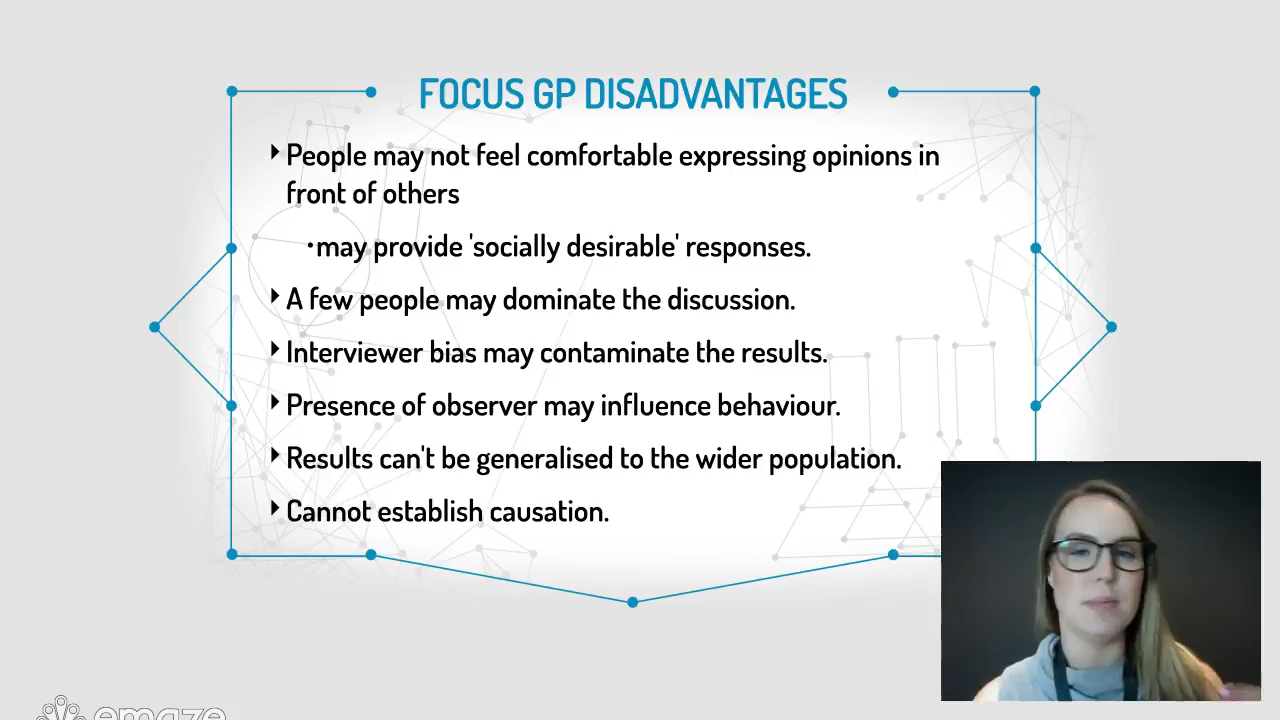 FOCUS GP DISADVANTAGES
People may not feel comfortable expressing opinions in
front of others
•may provide 'socially desirable' responses.
A few people may dominate the discussion.
Interviewer bias may contaminate the results.
Presence of observer may influence behaviour.
Results can't be generalised to the wider population.
Cannot establish causation.
emaze